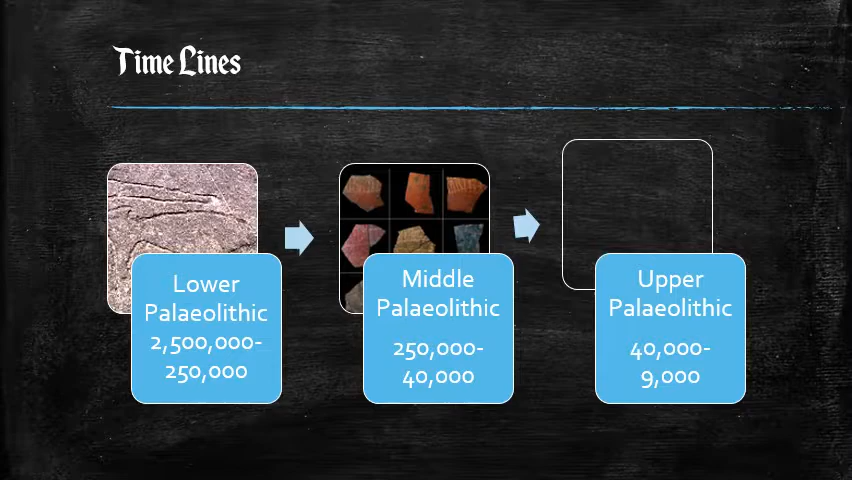 Time Lines
Lower
Palaeolithic
2,500,000-
250,000
Middle
Palaeolithic
250,000-
40,000
Upper
Palaeolithic
40,000-
9,000